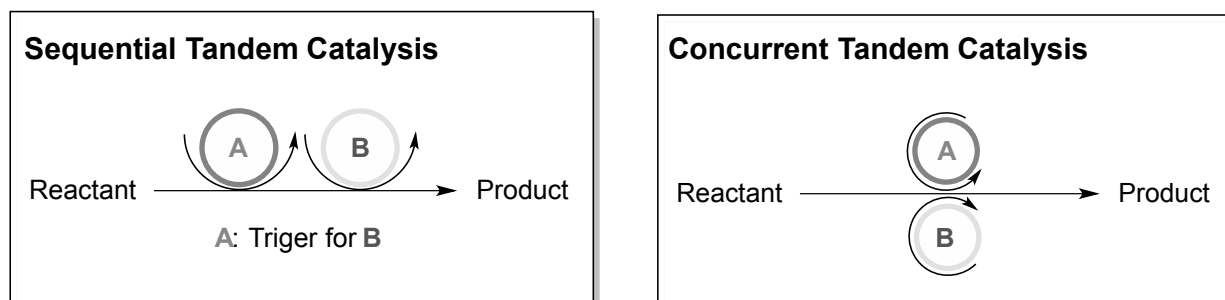 Sequential Tandem Catalysis
A
B
Reactant
Product
A: Triger for B
Concurrent Tandem Catalysis
A
Reactant
Product
B